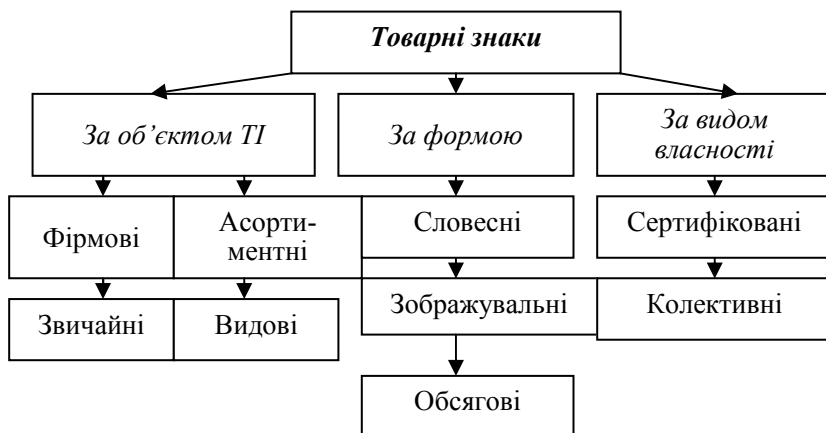 Товарні знаки
За об’єктом ТІ
За формою
За видом
власності
Фірмові
Асорти-
ментні
Словесні
Сертифіковані
Звичайні
Видові
Зображувальні
Колективні
Обсягові